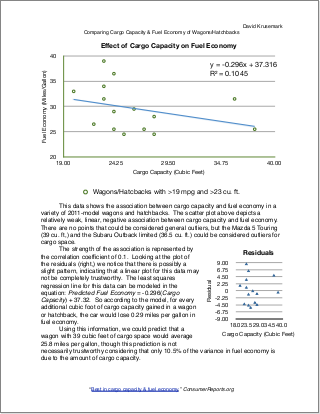 David Krusemark
Comparing Cargo Capacity & Fuel Economy of Wagons/Hatchbacks
Effect of Cargo Capacity on Fuel Economy
y = -0.296x + 37.316
R² = 0.1045
40
35
30
25
20
Fuel Economy (Miles/Gallon)
19.00 24.25 29.50 34.75 40.00
Cargo Capacity (Cubic Feet)
Wagons/Hatcbacks with >19 mpg and >23 cu. ft.
This data shows the association between cargo capacity and fuel economy in a
variety of 2011-model wagons and hatchbacks. The scatter plot above depicts a
relatively weak, linear, negative association between cargo capacity and fuel economy.
There are no points that could be considered general outliers, but the Mazda 5 Touring
(39 cu. ft.) and the Subaru Outback limited (36.5 cu. ft.) could be considered outliers for
cargo space.
The strength of the association is represented by
the correlation coefficient of 0.1. Looking at the plot of
the residuals (right,) we notice that there is possibly a
slight pattern, indicating that a linear plot for this data may
not be completely trustworthy. The least squares
regression line for this data can be modeled in the
equation: Predicted Fuel Economy = -0.296(Cargo
Capacity) + 37.32. So according to the model, for every
additional cubic foot of cargo capacity gained in a wagon
or hatchback, the car would lose 0.29 miles per gallon in
fuel economy.
Using this information, we could predict that a
wagon with 39 cubic feet of cargo space would average
25.8 miles per gallon, though this prediction is not
necessarily trustworthy considering that only 10.5% of the variance in fuel economy is
due to the amount of cargo capacity.
Residuals
9.00
6.75
4.50
2.25
0
-2.25
-4.50
-6.75
-9.00
Residual
18.023.529.034.540.0
Cargo Capacity (Cubic Feet)
"Best in cargo capacity & fuel economy." ConsumerReports.org